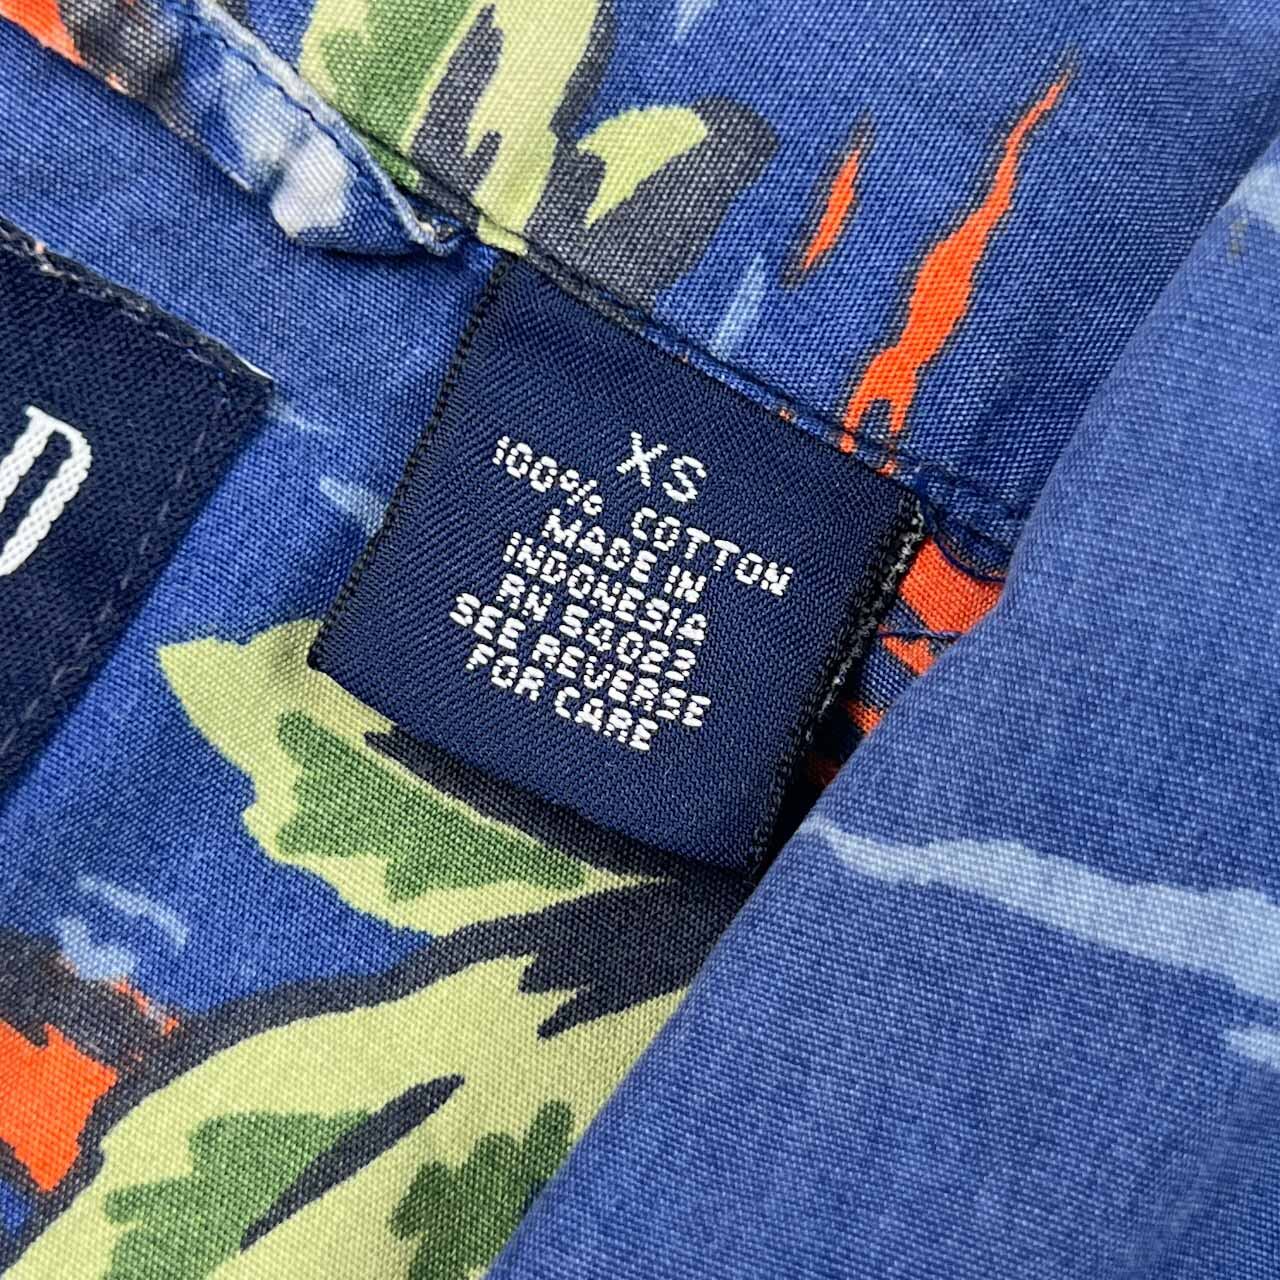 D
XS
100% COTTON
MADE IN
INDONESIA
RN 54023
SEE REVERSE
FOR CARE